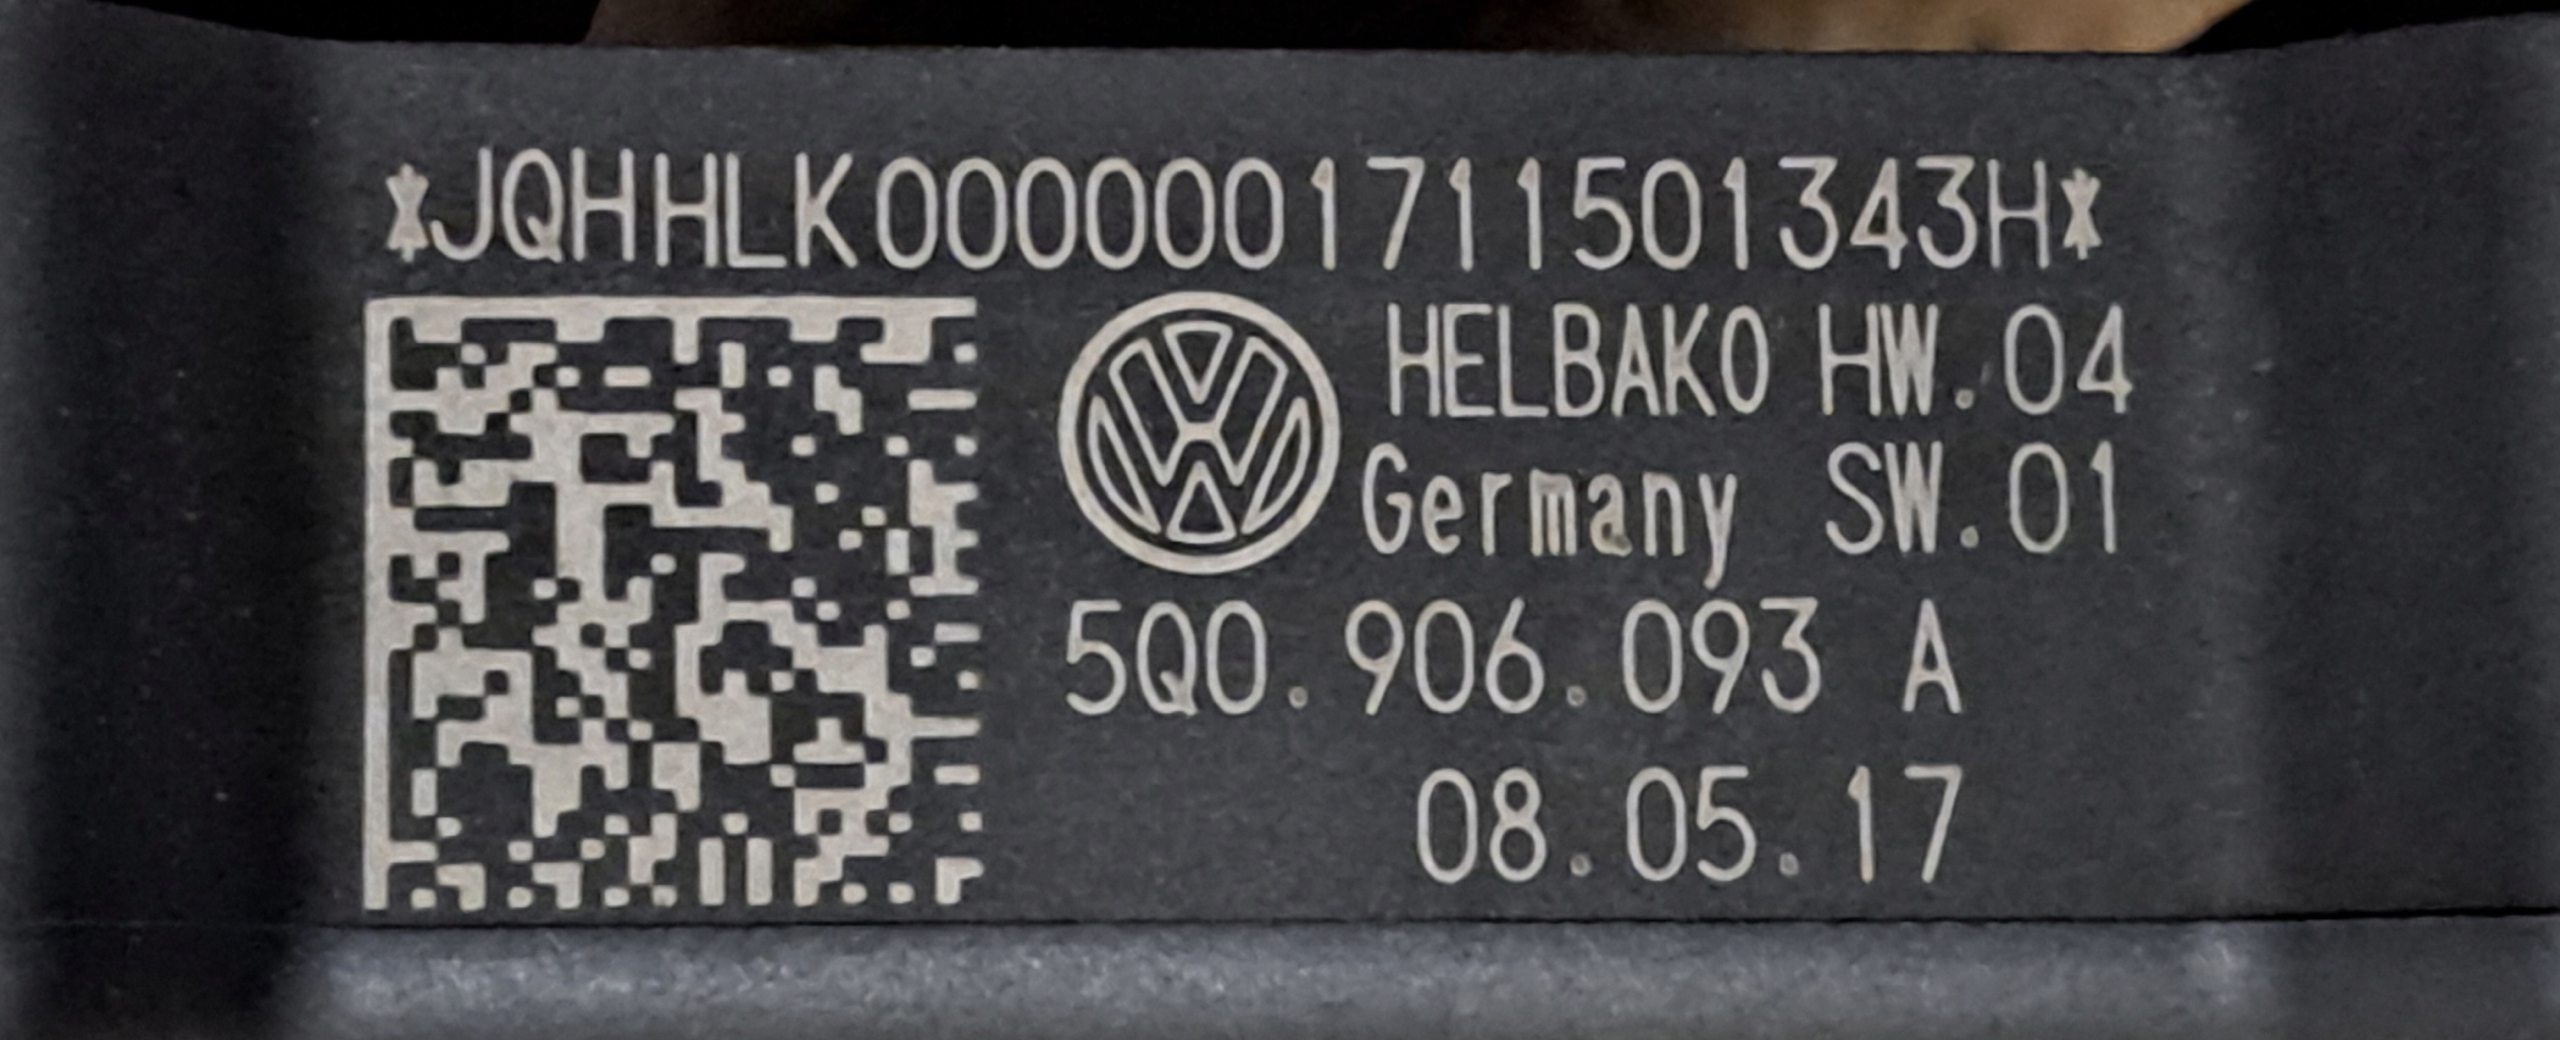 *JQHHLK0000001711501343H*
HELBAKO HW.04
Germany SW.01
5Q0.906.093 A
08.05.17